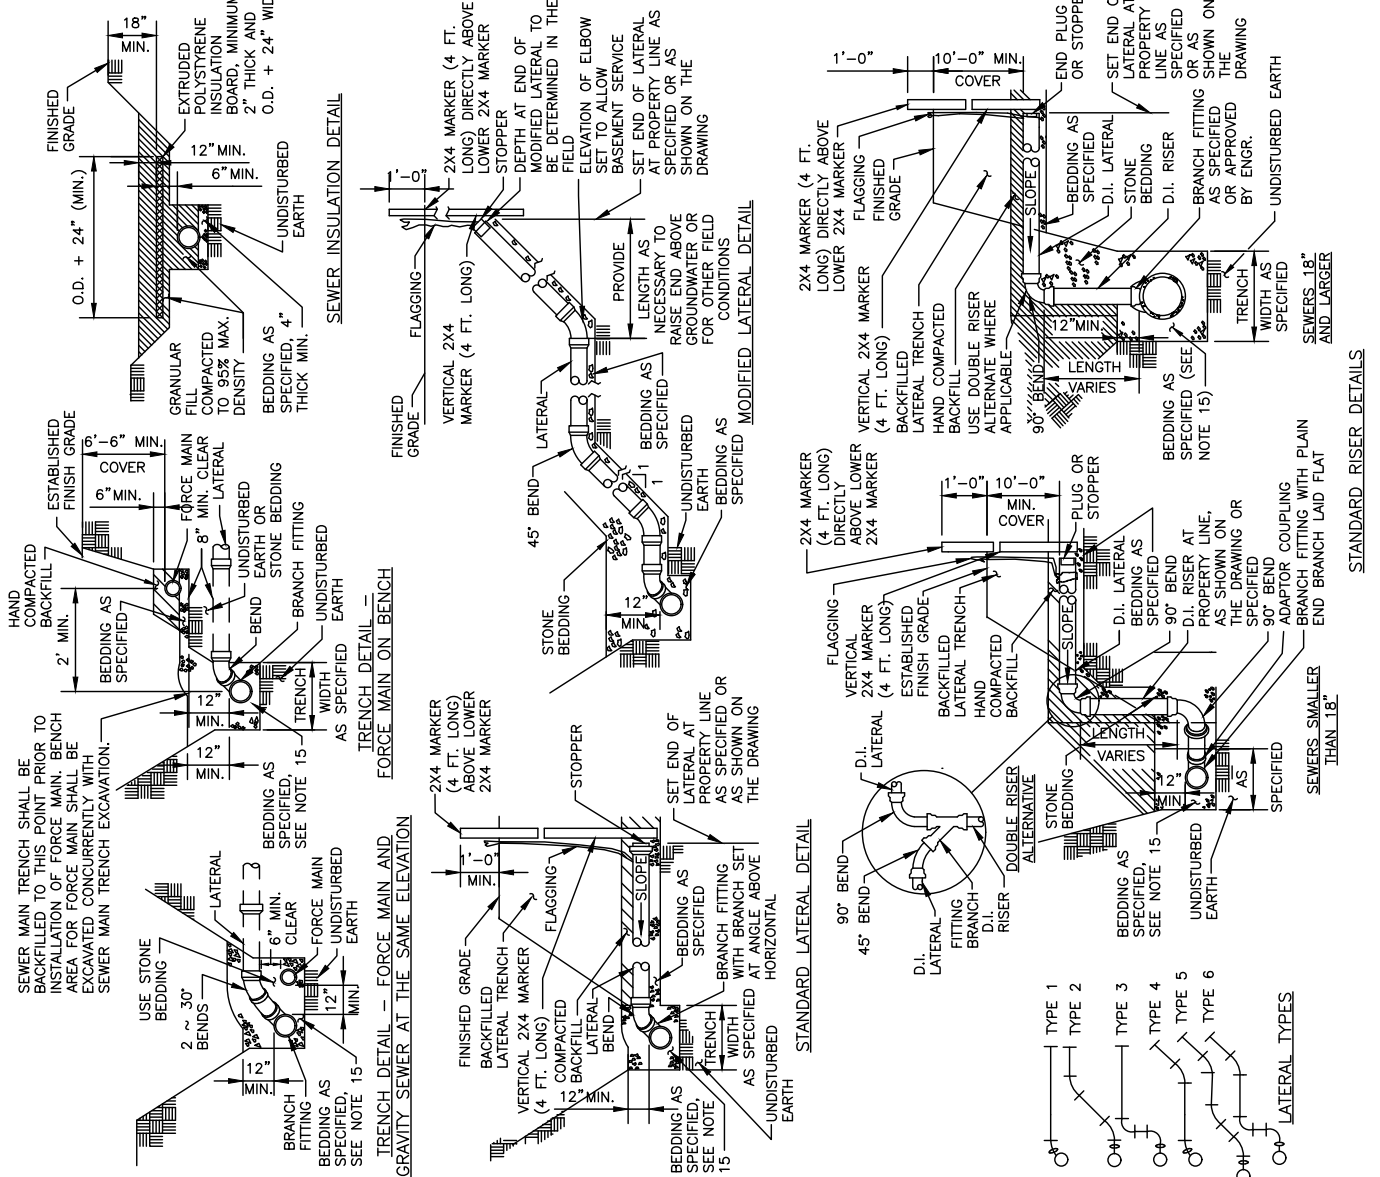 18"
MIN.
FINISHED
GRADE
EXTRUDED
POLYSTYRENE
INSULATION
BOARD, MINIMUM
2" THICK AND
O.D. + 24" WI
O.D. + 24" (MIN.)
12"MIN.
6"MIN.
UNDISTURBED
EARTH
GRANULAR
FILL
COMPACTED
TO 95% MAX.
DENSITY
BEDDING AS
SPECIFIED, 4"
THICK MIN.
SEWER INSULATION DETAIL
HAND
COMPACTED
BACKFILL
ESTABLISHED
FINISH GRADE
6'-6" MIN.
COVER
6"MIN.
FORCE MAIN
8" MIN. CLEAR
LATERAL
2' MIN.
UNDISTURBED
EARTH OR
STONE BEDDING
BEDDING AS
SPECIFIED
BEND
BRANCH FITTING
UNDISTURBED
EARTH
12"
MIN.
12"
MIN.
TRENCH
WIDTH
AS SPECIFIED
BEDDING AS
SPECIFIED,
SEE NOTE 15
TRENCH DETAIL –
FORCE MAIN ON BENCH
SEWER MAIN TRENCH SHALL BE
BACKFILLED TO THIS POINT PRIOR TO
INSTALLATION OF FORCE MAIN. BENCH
AREA FOR FORCE MAIN SHALL BE
EXCAVATED CONCURRENTLY WITH
SEWER MAIN TRENCH EXCAVATION.
LATERAL
USE STONE
BEDDING
2 ~ 30°
BENDS
6"
MIN.
CLEAR
FORCE MAIN
UNDISTURBED
EARTH
12"
MIN.
12"
MIN.
BRANCH
FITTING
BEDDING AS
SPECIFIED,
SEE NOTE 15
TRENCH DETAIL – FORCE MAIN AND
GRAVITY SEWER AT THE SAME ELEVATION
1'-0"
2X4 MARKER (4 FT.
LONG) DIRECTLY ABOVE
LOWER 2X4 MARKER
STOPPER
DEPTH AT END OF
MODIFIED LATERAL TO
BE DETERMINED IN THE
FIELD
ELEVATION OF ELBOW
SET TO ALLOW
BASEMENT SERVICE
SET END OF LATERAL
AT PROPERTY LINE AS
SPECIFIED OR AS
SHOWN ON THE
DRAWING
FINISHED
GRADE
FLAGGING
VERTICAL 2X4
MARKER (4 FT. LONG)
PROVIDE
LENGTH AS
NECESSARY TO
RAISE END ABOVE
GROUNDWATER OR
FOR OTHER FIELD
CONDITIONS
LATERAL
45° BEND
BEDDING AS
SPECIFIED
1
1
STONE
BEDDING
12"
MIN.
UNDISTURBED
EARTH
BEDDING AS
SPECIFIED
MODIFIED LATERAL DETAIL
2X4 MARKER
(4 FT. LONG)
ABOVE LOWER
2X4 MARKER
STOPPER
SET END OF
LATERAL AT
PROPERTY LINE
AS SPECIFIED OR
AS SHOWN ON
THE DRAWING
1'-0"
MIN.
FINISHED GRADE
BACKFILLED
LATERAL TRENCH
FLAGGING
VERTICAL 2X4 MARKER
(4 FT. LONG)
COMPACTED
BACKFILL
LATERAL
BEND
SLOPE
BEDDING AS
SPECIFIED
BRANCH FITTING
WITH BRANCH SET
AT ANGLE ABOVE
HORIZONTAL
12"MIN.
TRENCH
WIDTH
AS SPECIFIED
BEDDING AS
SPECIFIED,
SEE NOTE
15
UNDISTURBED
EARTH
STANDARD LATERAL DETAIL
1'-0"
10'-0" MIN.
COVER
END PLUG
OR STOPPE
SET END O
LATERAL AT
PROPERTY
LINE AS
SPECIFIED
OR AS
SHOWN ON
THE
DRAWING
2X4 MARKER (4 FT.
LONG) DIRECTLY ABOVE
LOWER 2X4 MARKER
FLAGGING
FINISHED
GRADE
VERTICAL 2X4 MARKER
(4 FT. LONG)
BACKFILLED
LATERAL TRENCH
HAND COMPACTED
BACKFILL
USE DOUBLE RISER
ALTERNATE WHERE
APPLICABLE
90° BEND
SLOPE
BEDDING AS
SPECIFIED
D.I. LATERAL
STONE
BEDDING
D.I. RISER
BRANCH FITTING
AS SPECIFIED
OR APPROVED
BY ENGR.
UNDISTURBED EARTH
12"MIN.
LENGTH
VARIES
TRENCH
WIDTH AS
SPECIFIED
BEDDING AS
SPECIFIED (SEE
NOTE 15)
SEWERS 18"
AND LARGER
2X4 MARKER
(4 FT. LONG)
DIRECTLY
ABOVE LOWER
2X4 MARKER
1'-0"
10'-0"
MIN.
COVER
PLUG OR
STOPPER
FLAGGING
VERTICAL
2X4 MARKER
(4 FT. LONG)
ESTABLISHED
FINISH GRADE
BACKFILLED
LATERAL TRENCH
HAND
COMPACTED
BACKFILL
SLOPE
D.I. LATERAL
BEDDING AS
SPECIFIED
90° BEND
D.I. RISER AT
PROPERTY LINE,
AS SHOWN ON
THE DRAWING OR
SPECIFIED
90° BEND
ADAPTOR COUPLING
BRANCH FITTING WITH PLAIN
END BRANCH LAID FLAT
LENGTH
VARIES
12"
MIN.
AS
SPECIFIED
STONE
BEDDING
BEDDING AS
SPECIFIED,
SEE NOTE 15
UNDISTURBED
EARTH
SEWERS SMALLER
THAN 18"
D.I.
LATERAL
90° BEND
45° BEND
D.I.
LATERAL
FITTING
BRANCH
D.I.
RISER
DOUBLE RISER
ALTERNATIVE
STANDARD RISER DETAILS
TYPE 1
TYPE 2
TYPE 3
TYPE 4
TYPE 5
TYPE 6
LATERAL TYPES